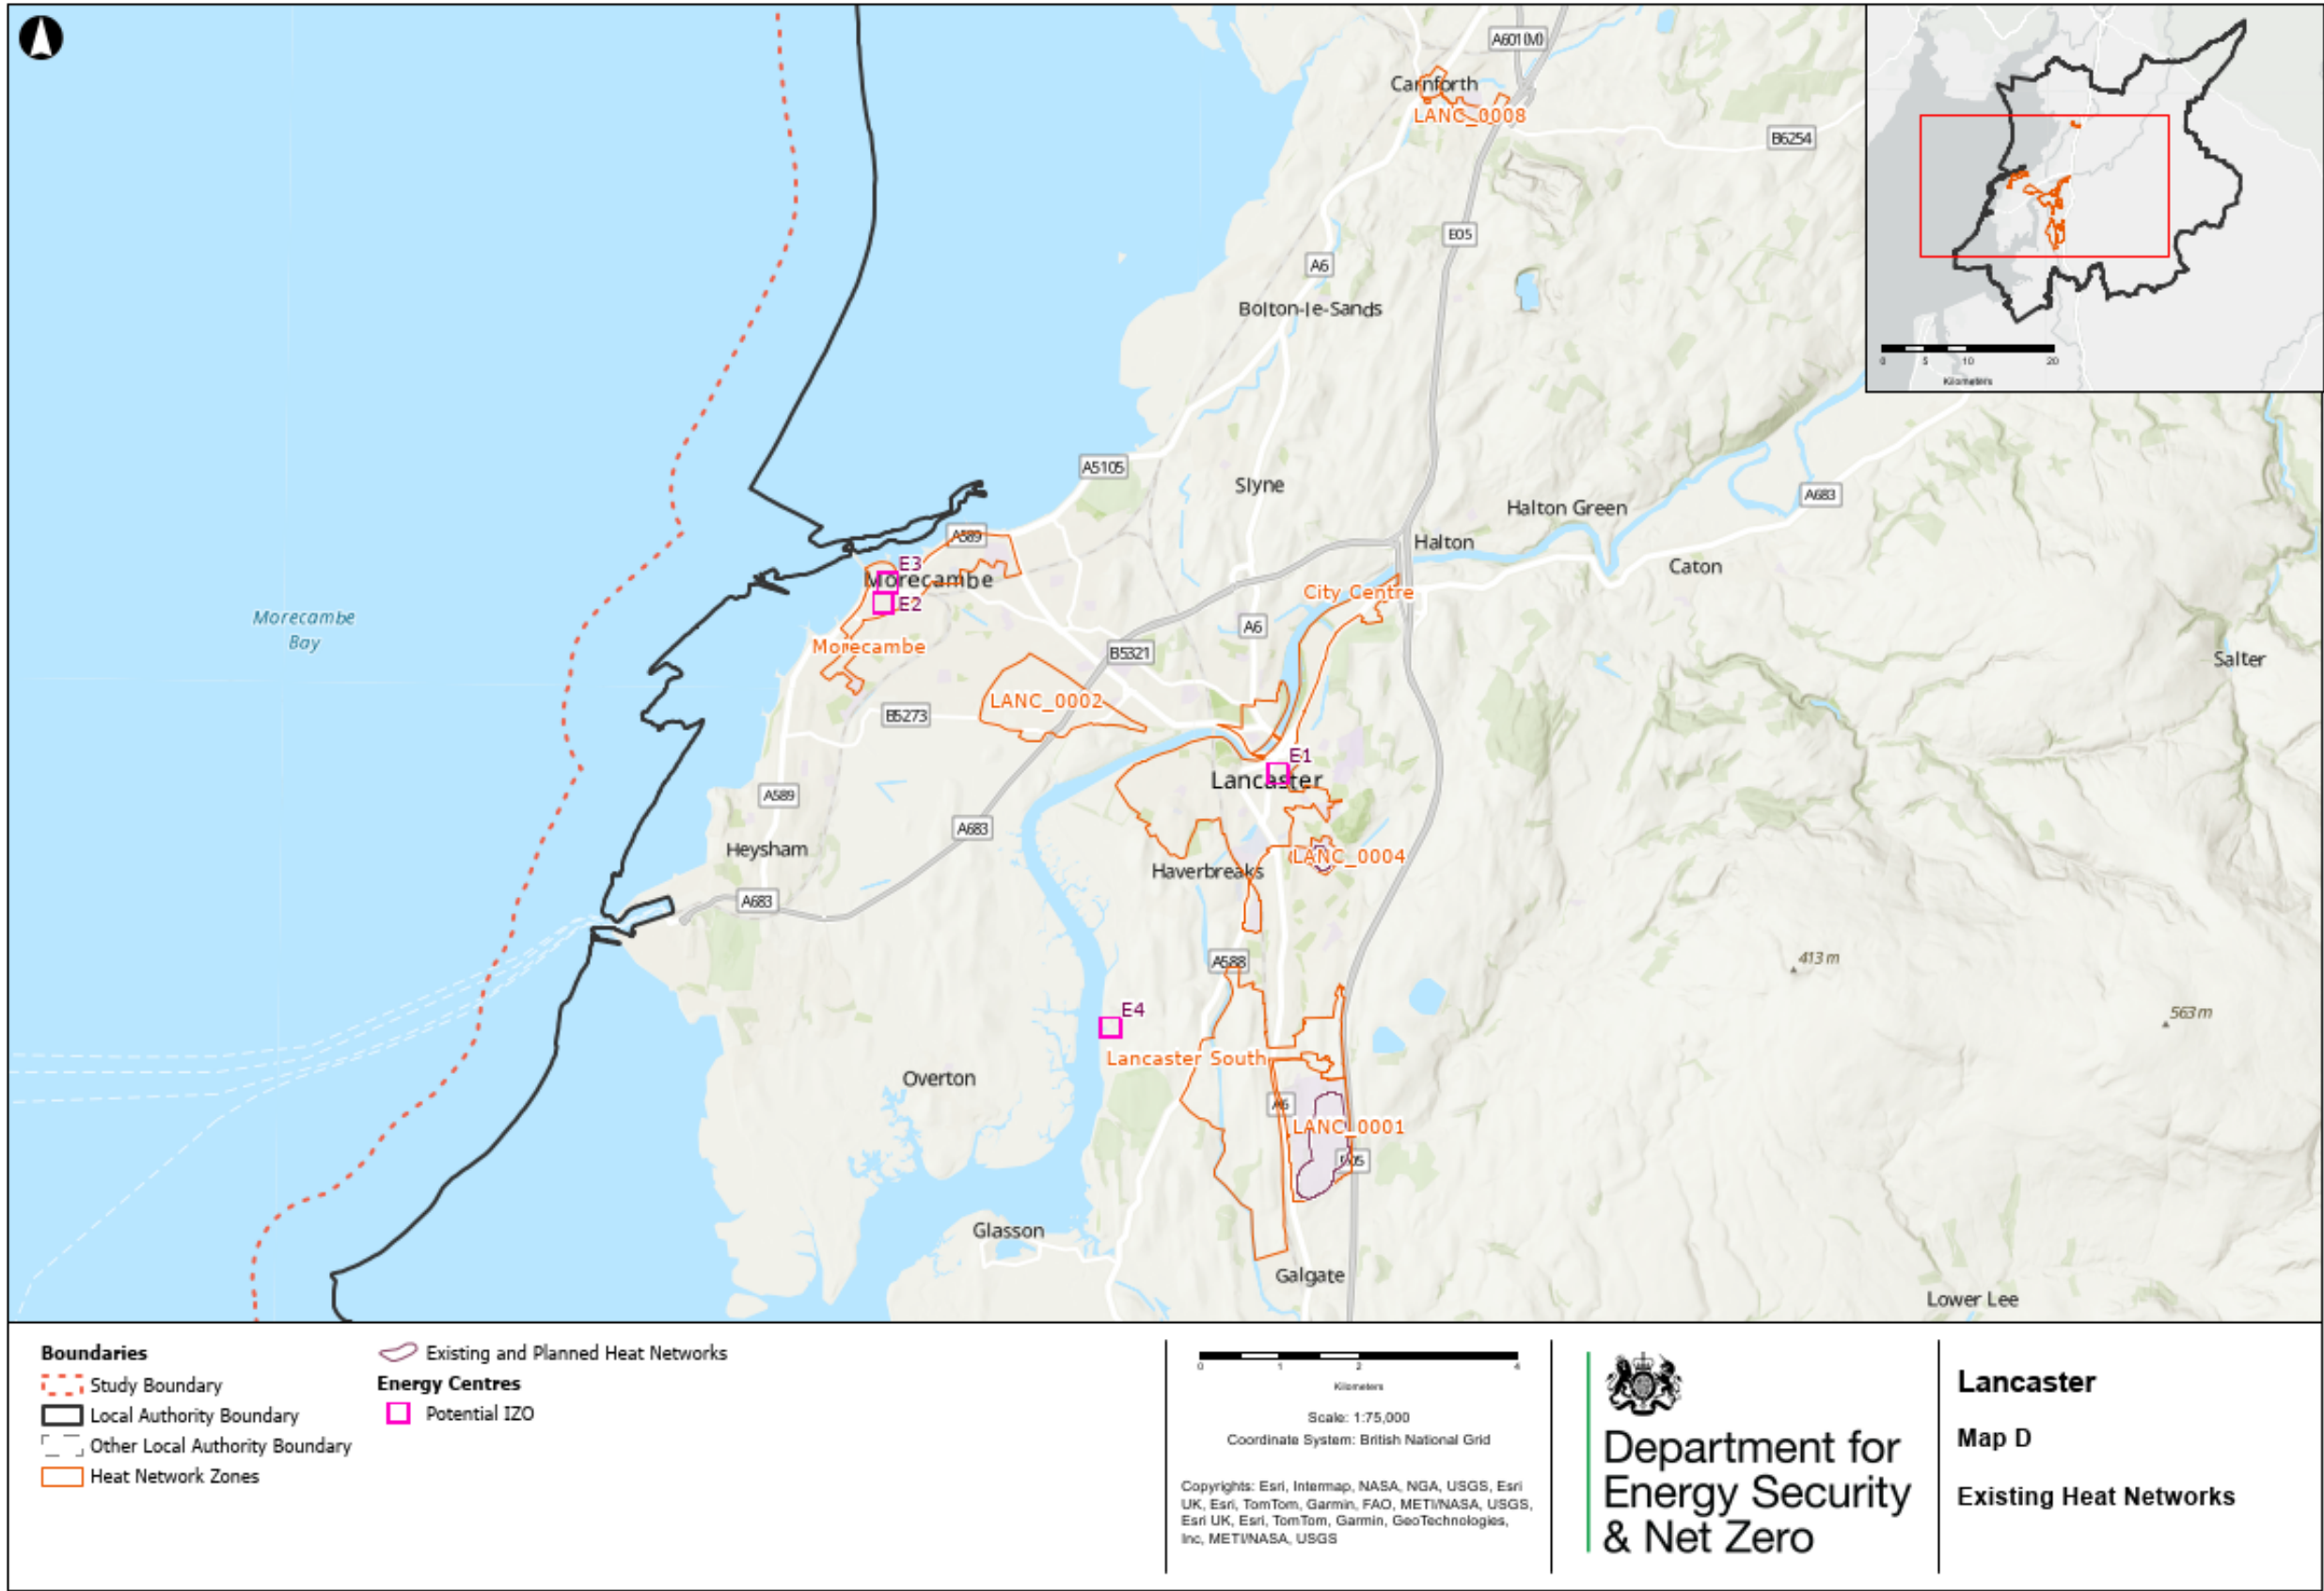 A601(M)
Carnforth
LANC_0008
B6254
E05
A6
Bolton-le-Sands
A5105
Slyne
A683
Halton Green
A589
Halton
E3
Morecambe
Caton
City Centre
E2
Morecambe
Bay
A6
Morecambe
B5321
Salter
LANC_0002
B5273
E1
Lancaster
A589
A683
Heysham
LANC_0004
Haverbreaks
A683
A588
413 m
E4
563 m
Lancaster South
Overton
A6
LANC_0001
E05
Glasson
Galgate
Lower Lee
0 5 10 20
Kilometers
Boundaries
Study Boundary
Local Authority Boundary
Other Local Authority Boundary
Heat Network Zones
Existing and Planned Heat Networks
Energy Centres
Potential IZO
0 1 2 4
Kilometers
Scale: 1:75,000
Coordinate System: British National Grid
Copyrights: Esri, Intermap, NASA, NGA, USGS, Esri
UK, Esri, TomTom, Garmin, FAO, METI/NASA, USGS,
Esri UK, Esri, TomTom, Garmin, GeoTechnologies,
Inc, METI/NASA, USGS
Department for
Energy Security
& Net Zero
Lancaster
Map D
Existing Heat Networks